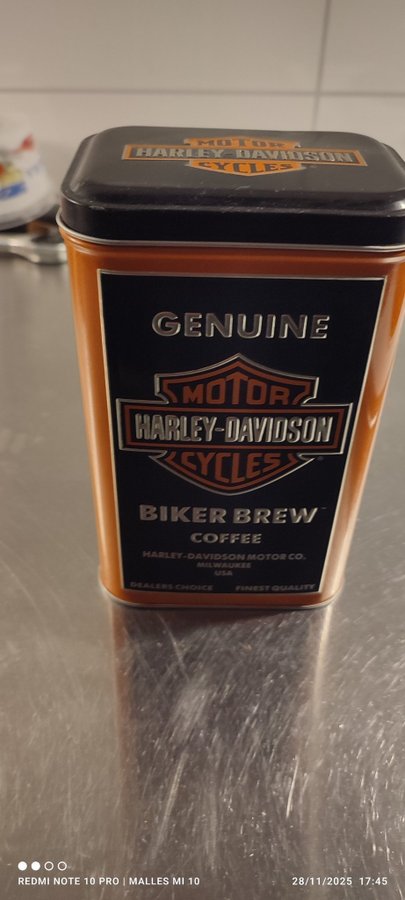 MOTOR
HARLEY-DAVIDSON
CYCLES
GENUINE
MOTOR
HARLEY-DAVIDSON
CYCLES
BIKER BREW™
COFFEE
HARLEY-DAVIDSON MOTOR CO.
MILWAUKEE
USA
DEALERS CHOICE FINEST QUALITY
REDMI NOTE 10 PRO | MALLES MI 10 28/11/2025 17:45